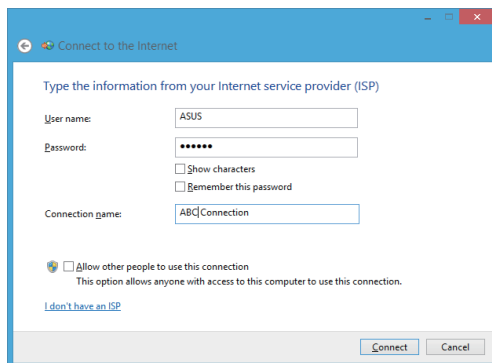 Connect to the Internet
Type the information from your Internet service provider (ISP)
User name: ASUS
Password: ••••••
Show characters
Remember this password
Connection name: ABC Connection
Allow other people to use this connection
This option allows anyone with access to this computer to use this connection.
I don't have an ISP
Connect Cancel